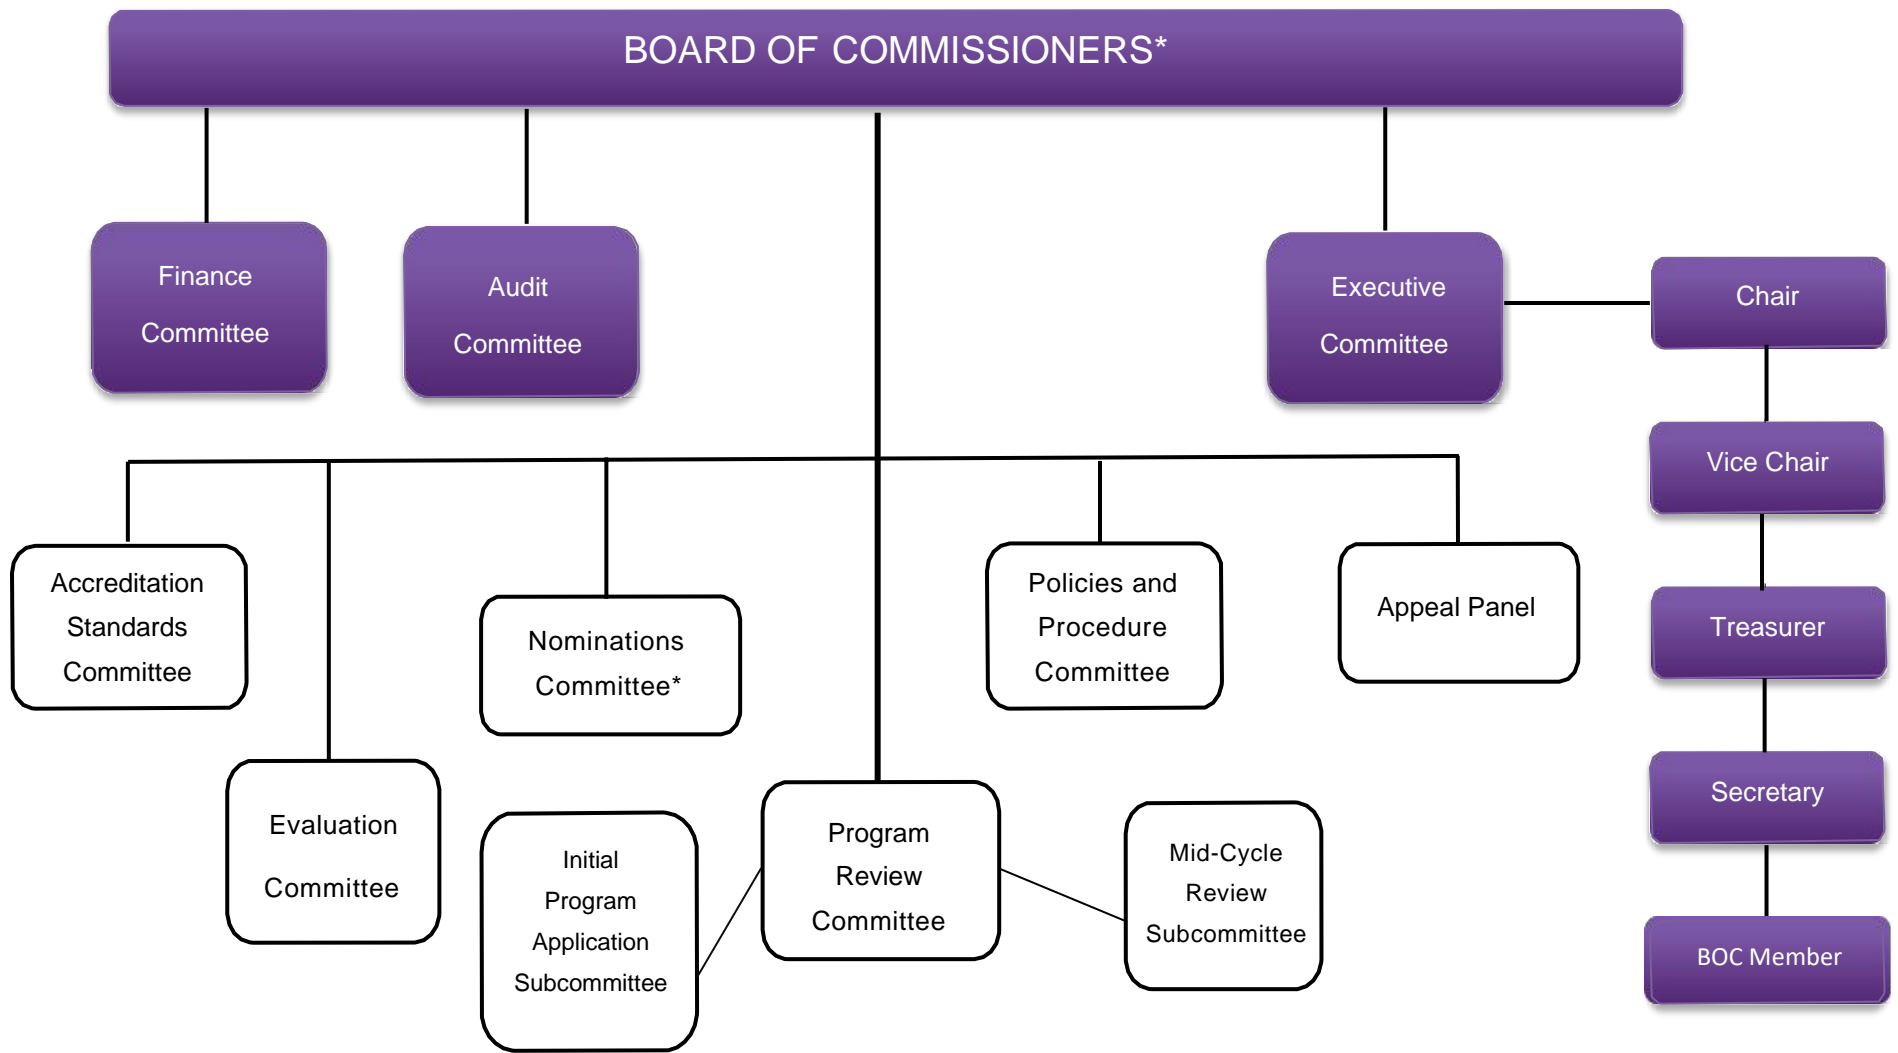 BOARD OF COMMISSIONERS*
Finance
Committee
Audit
Committee
Executive
Committee
Chair
Vice Chair
Treasurer
Secretary
BOC Member
Accreditation
Standards
Committee
Nominations
Committee*
Policies and
Procedure
Committee
Appeal Panel
Evaluation
Committee
Initial
Program
Application
Subcommittee
Program
Review
Committee
Mid-Cycle
Review
Subcommittee